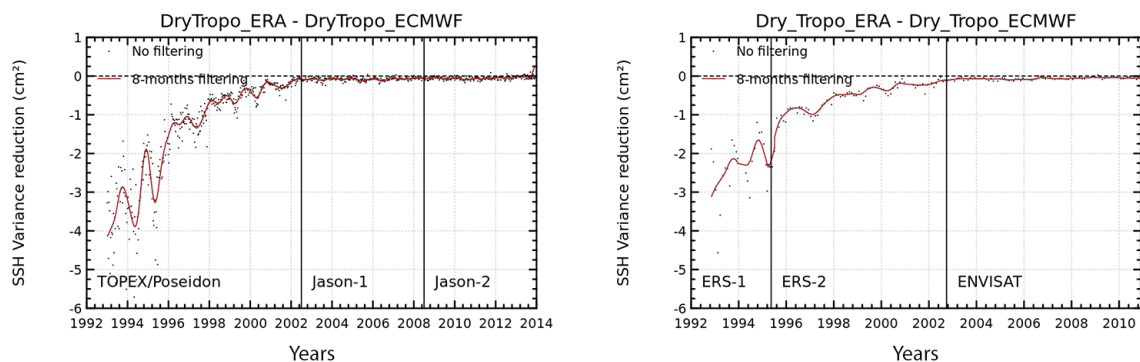 DryTropo_ERA - DryTropo_ECMWF
SSH Variance reduction (cm²)
1
0
-1
-2
-3
-4
-5
-6
No filtering
8-months filtering
TOPEX/Poseidon
Jason-1
Jason-2
1992 1994 1996 1998 2000 2002 2004 2006 2008 2010 2012 2014
Years
Dry_Tropo_ERA - Dry_Tropo_ECMWF
SSH Variance reduction (cm²)
1
0
-1
-2
-3
-4
-5
-6
No filtering
8-months filtering
ERS-1
ERS-2
ENVISAT
1992 1994 1996 1998 2000 2002 2004 2006 2008 2010
Years